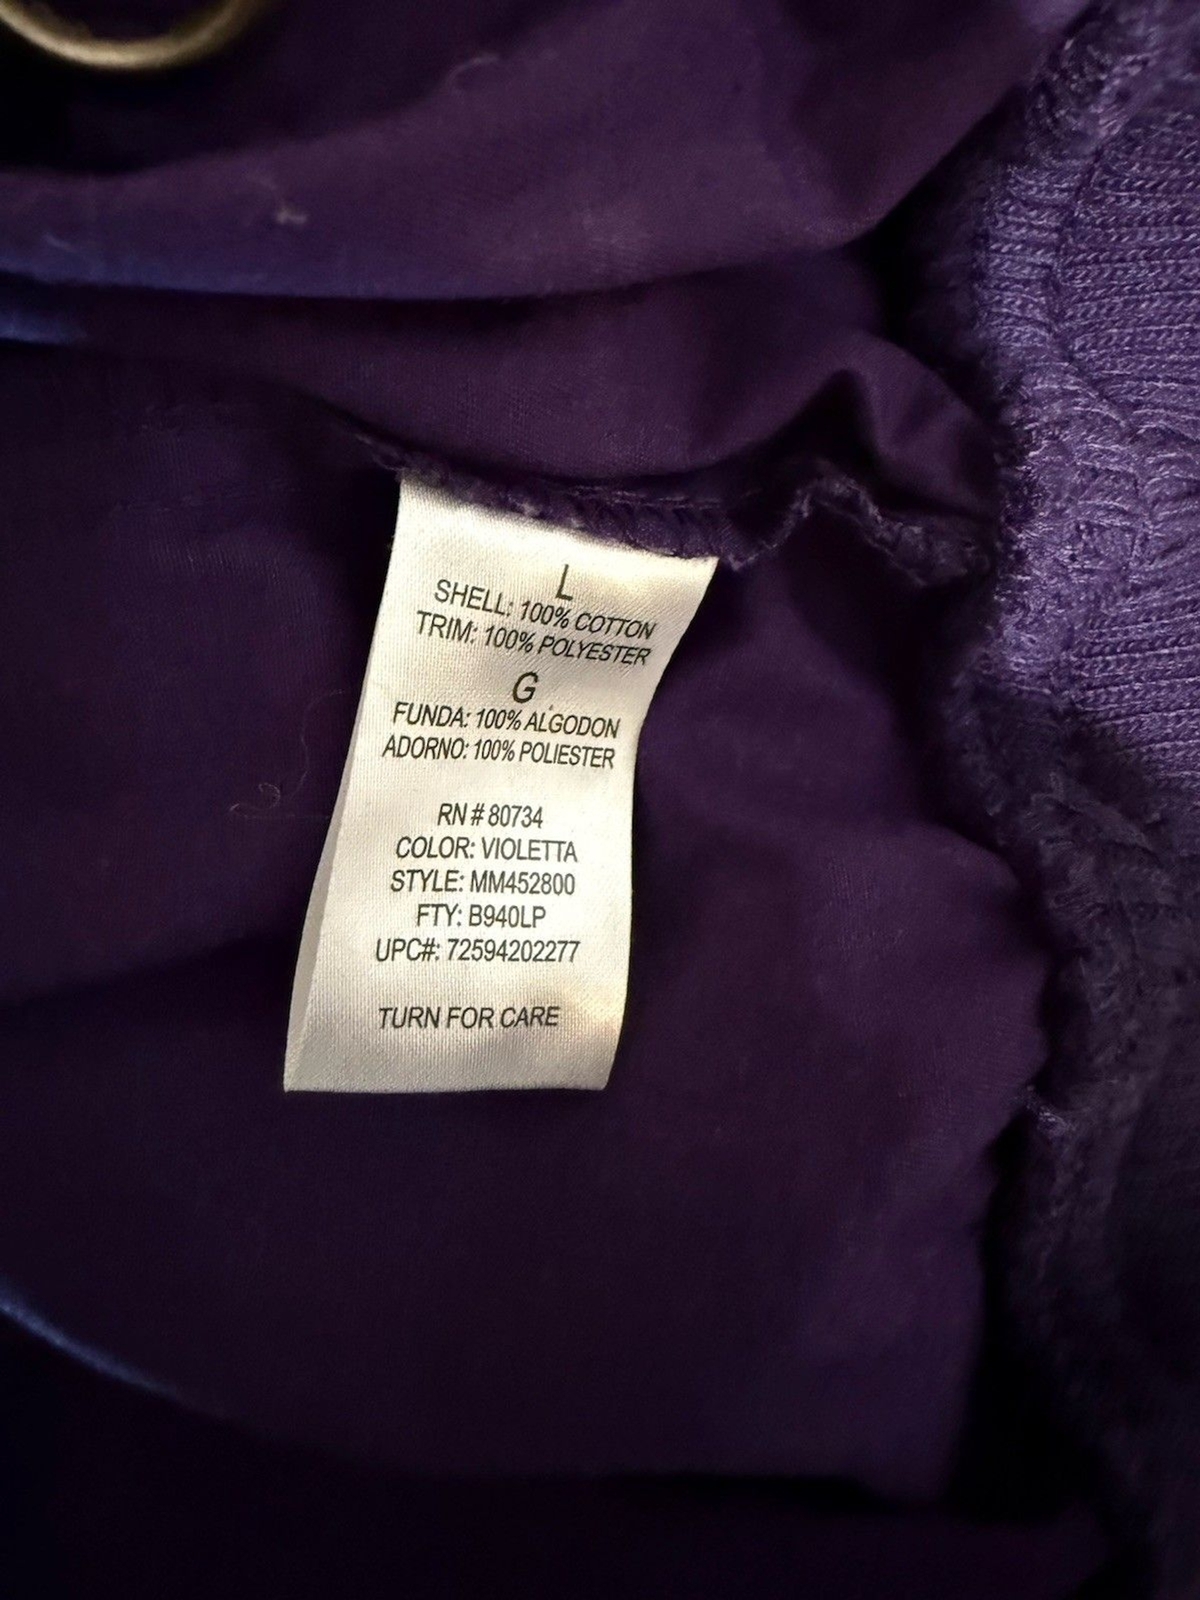 L
SHELL: 100% COTTON
TRIM: 100% POLYESTER
G
FUNDA: 100% ALGODON
ADORNO: 100% POLIESTER
RN # 80734
COLOR: VIOLETTA
STYLE: MM452800
FTY: B940LP
UPC#: 72594202277
TURN FOR CARE